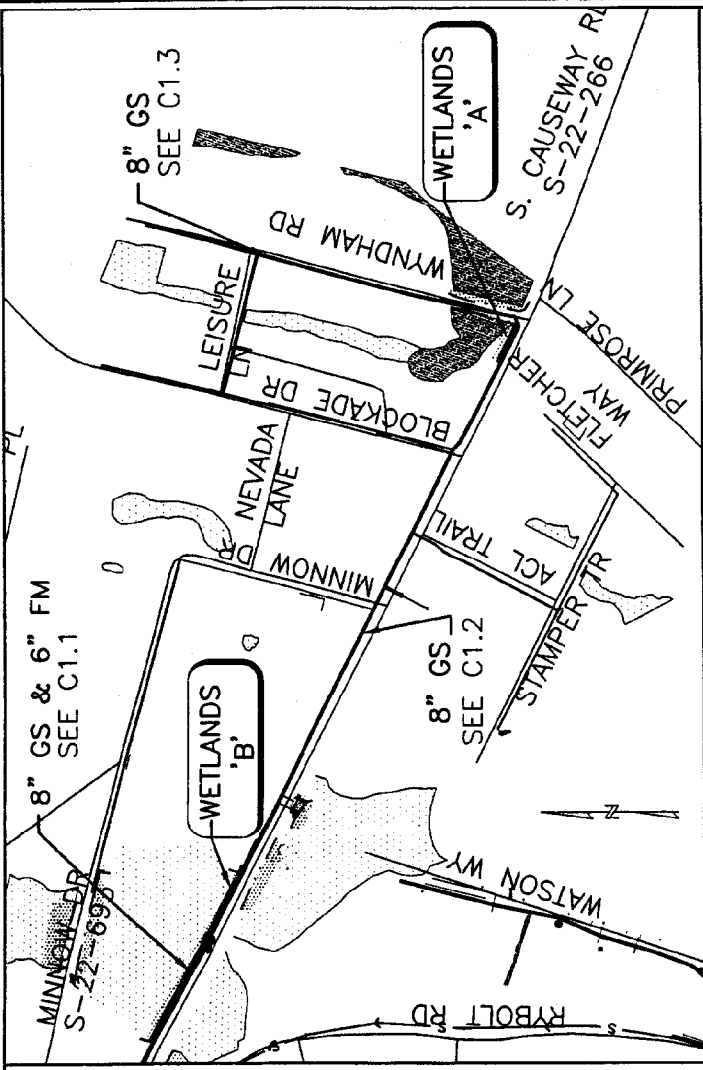 PL
8" GS & 6" FM
SEE C1.1
8" GS
SEE C1.3
MINNOW DR
WETLANDS
'B'
MINNOW DR
NEVADA
LANE
BLOCKADE DR
LEISURE
LN
WYNDHAM RD
WETLANDS
'A'
S. CAUSEWAY
S-22-266
8" GS
SEE C1.2
ACL TRAIL
STAMPER TR
FLETCHER
WAY
PRIMROSE LN
N
WATSON WY
RYBOLT RD
S
S
S
S